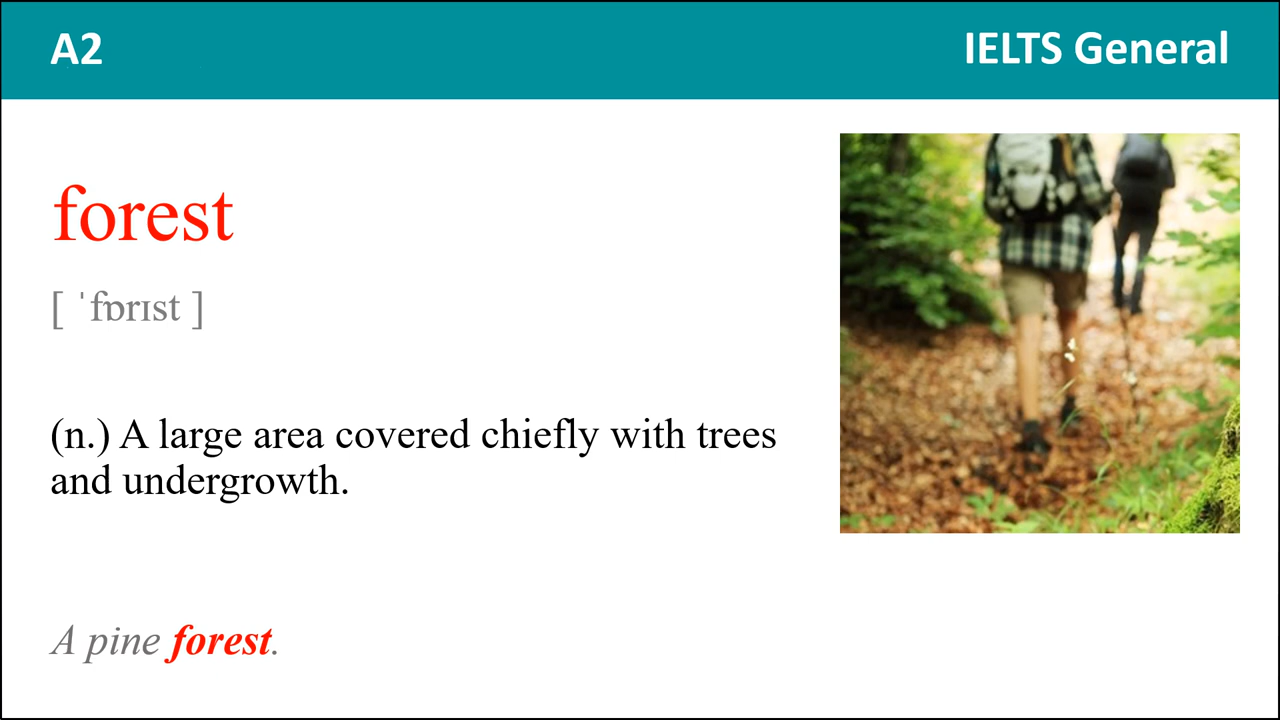 A2
IELTS General
forest
[ ˈfɒrɪst ]
(n.) A large area covered chiefly with trees
and undergrowth.
A pine forest.